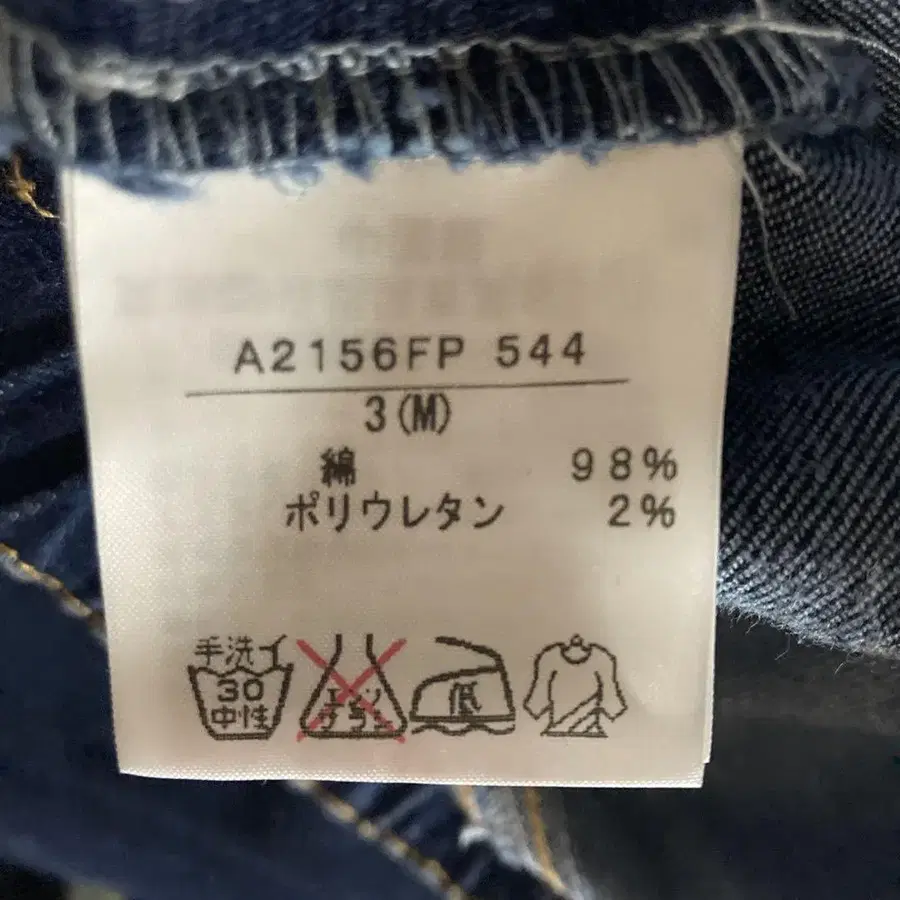 A2156FP 544
3(M)
綿 98%
ポリウレタン 2%
手洗イ
30
中性
エンソ
サラシ
低